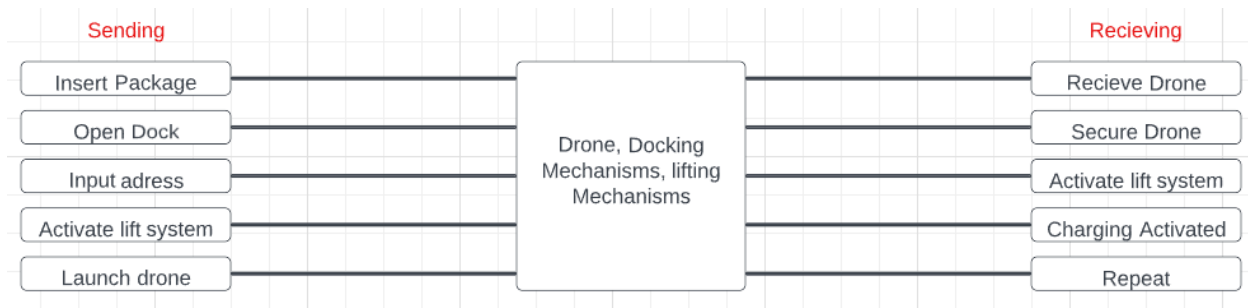 Sending
Insert Package
Open Dock
Input adress
Activate lift system
Launch drone
Drone, Docking
Mechanisms, lifting
Mechanisms
Recieving
Recieve Drone
Secure Drone
Activate lift system
Charging Activated
Repeat